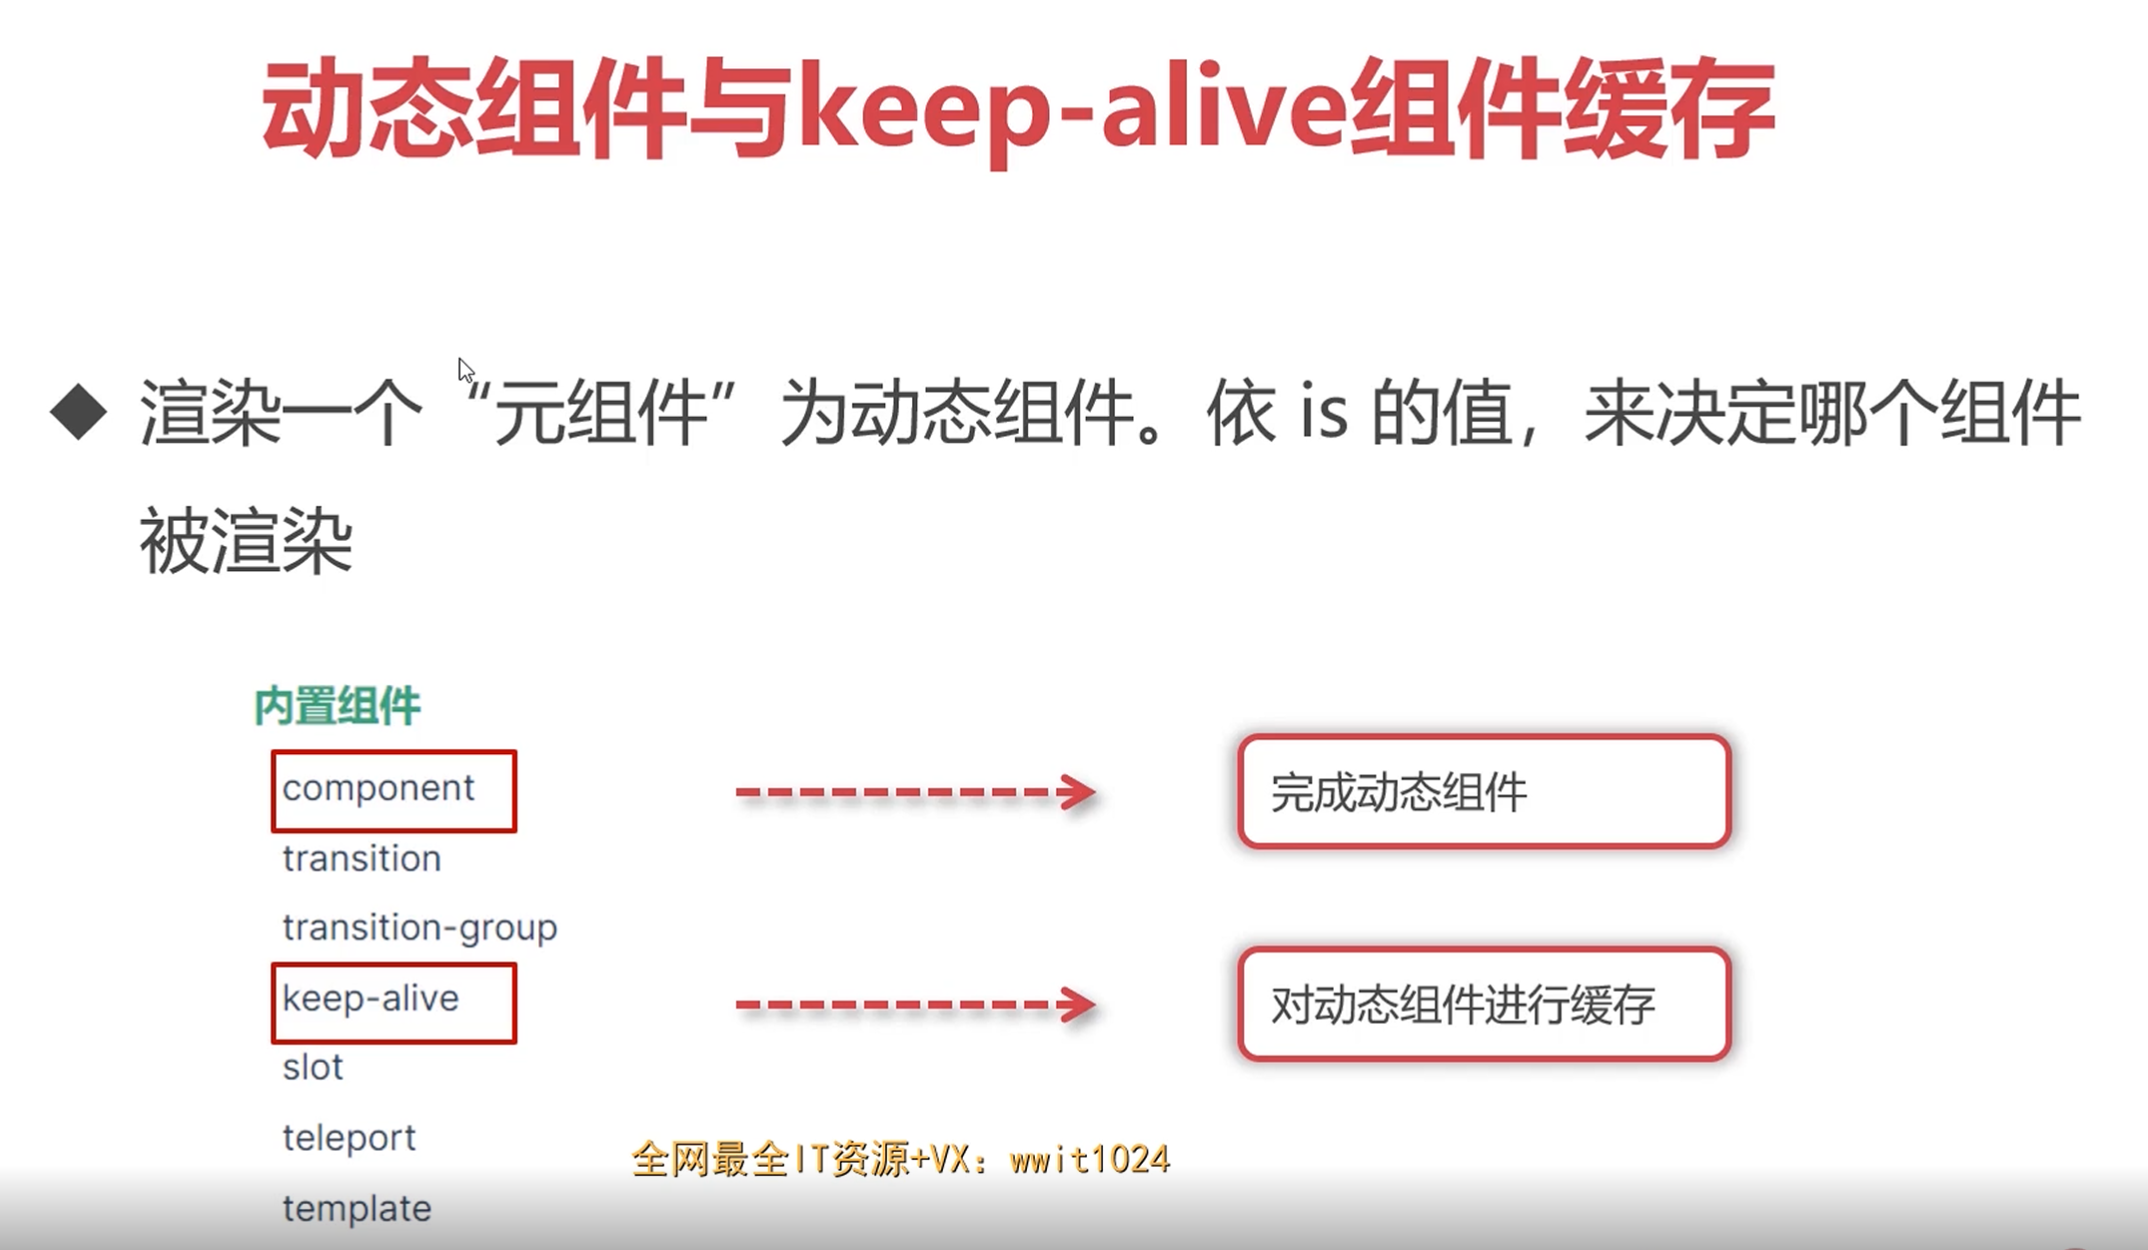 动态组件与keep-alive组件缓存
◆ 渲染一个“元组件”为动态组件。依 is 的值，来决定哪个组件
被渲染
内置组件
component
完成动态组件
transition
transition-group
keep-alive
对动态组件进行缓存
slot
teleport
全网最全IT资源+VX：wwit1024
template